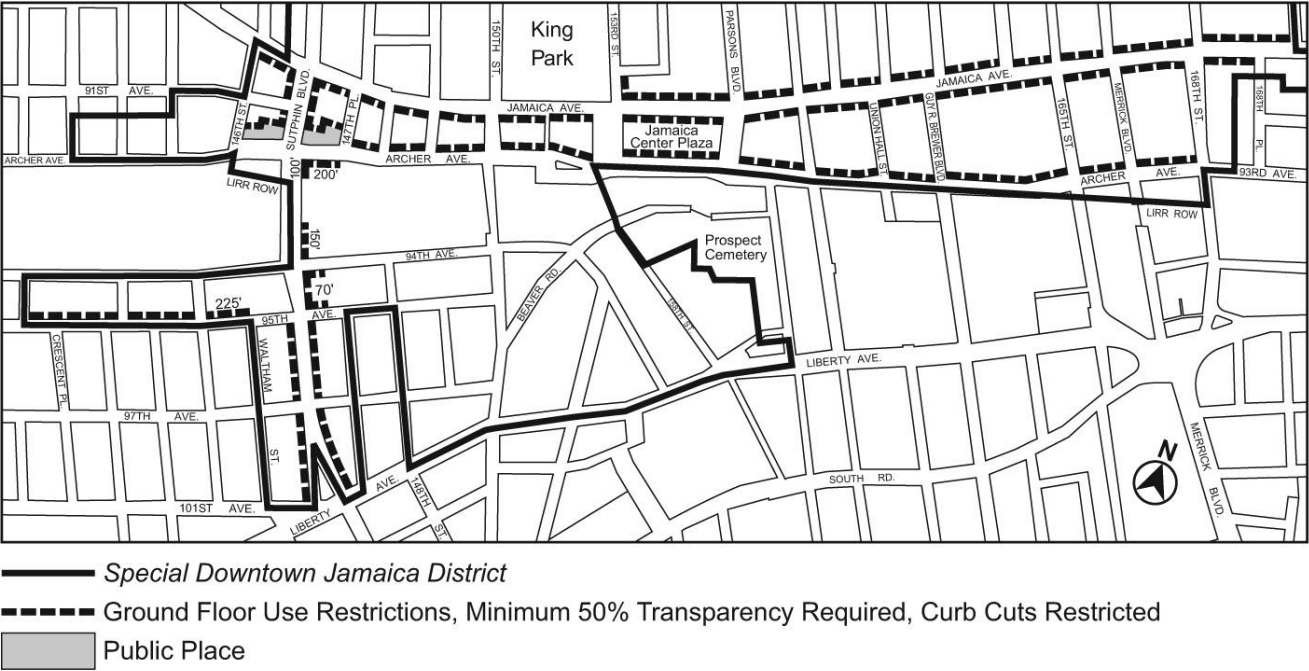 150TH ST.
King
Park
153RD ST.
PARSONS BLVD
91ST AVE.
146TH ST.
SUTPHIN BLVD.
147TH PL.
JAMAICA AVE.
JAMAICA AVE.
Jamaica
Center Plaza
UNION HALL ST.
GUY R. BREWER BLVD.
165TH ST.
MERRICK BLVD
168TH ST.
169TH PL.
ARCHER AVE.
ARCHER AVE.
100'
200'
LIRR ROW
ARCHER AVE.
93RD AVE.
LIRR ROW
150'
94TH AVE.
Prospect
Cemetery
BEAVER RD.
158TH ST.
70'
225'
95TH AVE.
CRESCENT PL.
WALTHAM ST.
LIBERTY AVE.
97TH AVE.
N
MERRICK BLVD.
SOUTH RD.
101ST AVE.
LIBERTY AVE.
148TH ST.
Special Downtown Jamaica District
Ground Floor Use Restrictions, Minimum 50% Transparency Required, Curb Cuts Restricted
Public Place